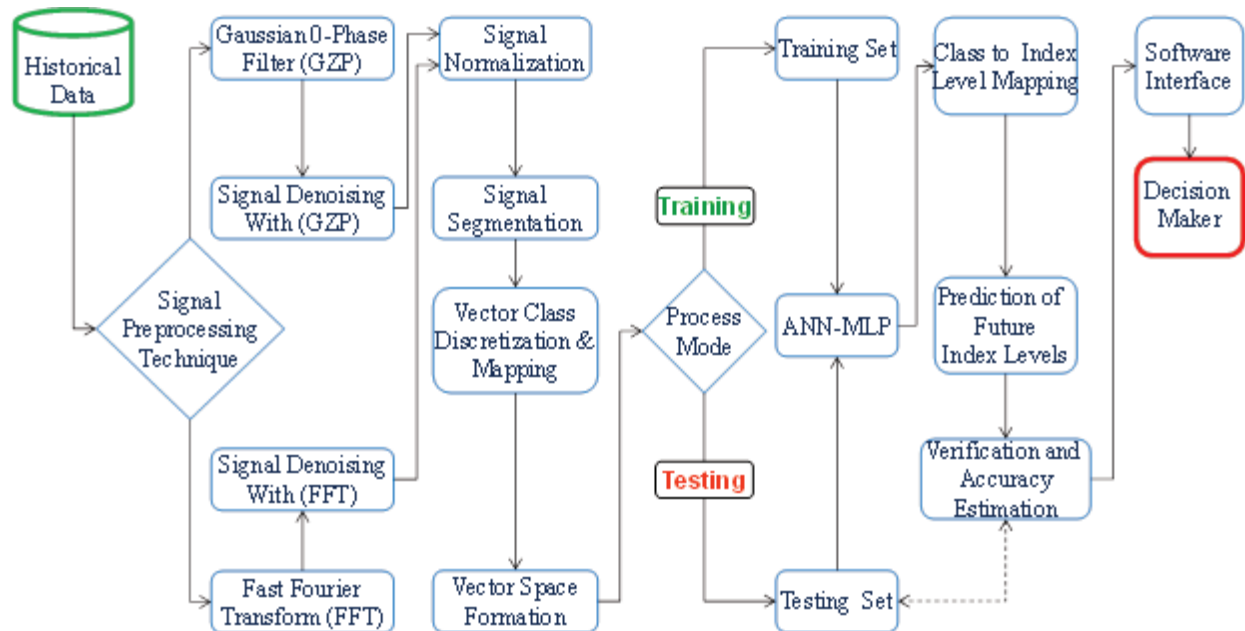 Historical
Data
Signal
Preprocessing
Technique
Gaussian 0-Phase
Filter (GZP)
Signal Denoising
With (GZP)
Signal Denoising
With (FFT)
Fast Fourier
Transform (FFT)
Signal
Normalization
Signal
Segmentation
Vector Class
Discretization &
Mapping
Vector Space
Formation
Process
Mode
Training
Testing
Training Set
ANN-MLP
Testing Set
Class to Index
Level Mapping
Prediction of
Future
Index Levels
Verification and
Accuracy
Estimation
Software
Interface
Decision
Maker